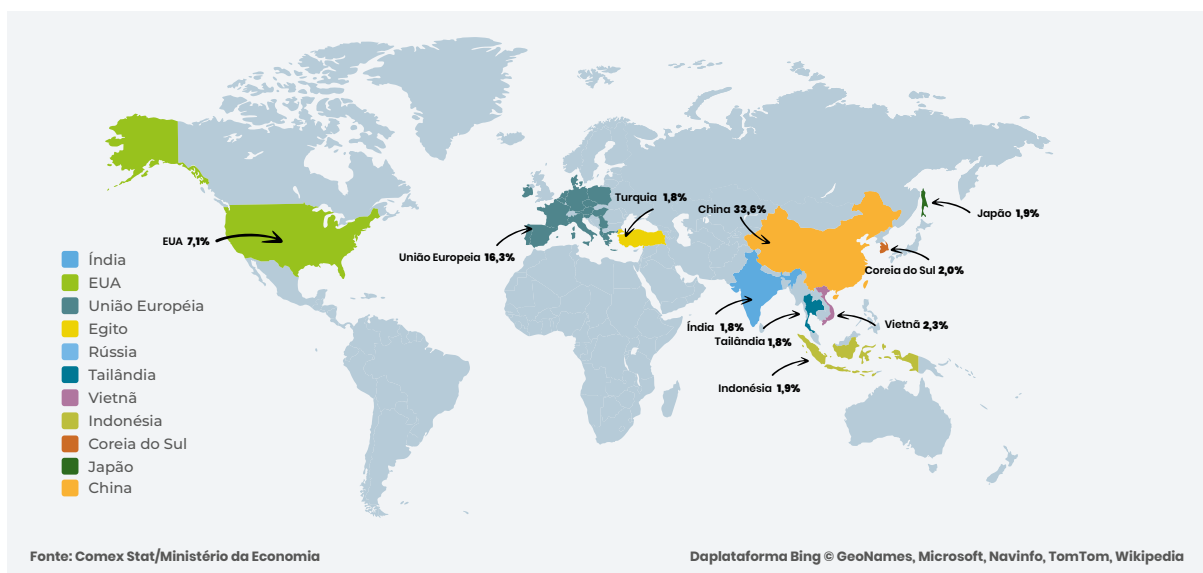 Turquia 1,8%
China 33,6%
Japão 1,9%
EUA 7,1%
União Europeia 16,3%
Coreia do Sul 2,0%
Índia 1,8%
Vietnã 2,3%
Tailândia 1,8%
Indonésia 1,9%
Índia
EUA
União Européia
Egito
Rússia
Tailândia
Vietnã
Indonésia
Coreia do Sul
Japão
China
Fonte: Comex Stat/Ministério da Economia
Daplataforma Bing © GeoNames, Microsoft, Navinfo, TomTom, Wikipedia